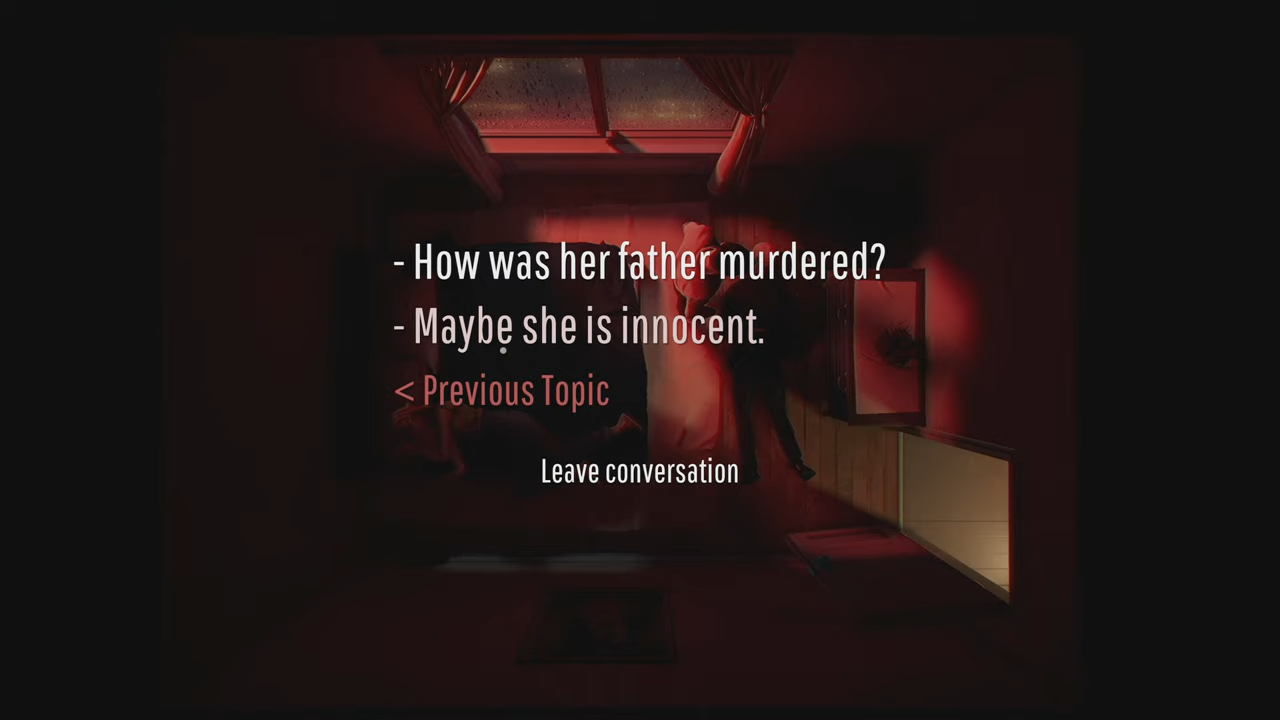 - How was her father murdered?
- Maybe she is innocent.
< Previous Topic
Leave conversation